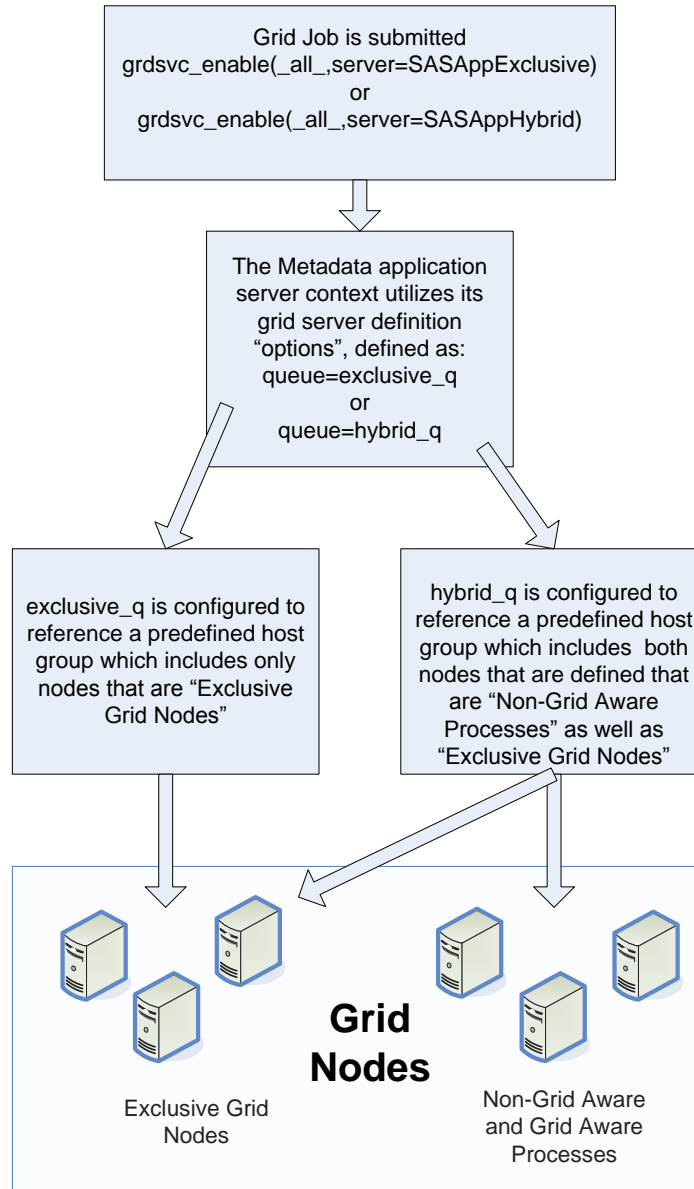 Grid Job is submitted
grdsvc_enable(_all_,server=SASAppExclusive)
or
grdsvc_enable(_all_,server=SASAppHybrid)
The Metadata application
server context utilizes its
grid server definition
“options”, defined as:
queue=exclusive_q
or
queue=hybrid_q
exclusive_q is configured to
reference a predefined host
group which includes only
nodes that are “Exclusive
Grid Nodes”
hybrid_q is configured to
reference a predefined host
group which includes both
nodes that are defined that
are “Non-Grid Aware
Processes” as well as
“Exclusive Grid Nodes”
Grid
Nodes
Exclusive Grid
Nodes
Non-Grid Aware
and Grid Aware
Processes